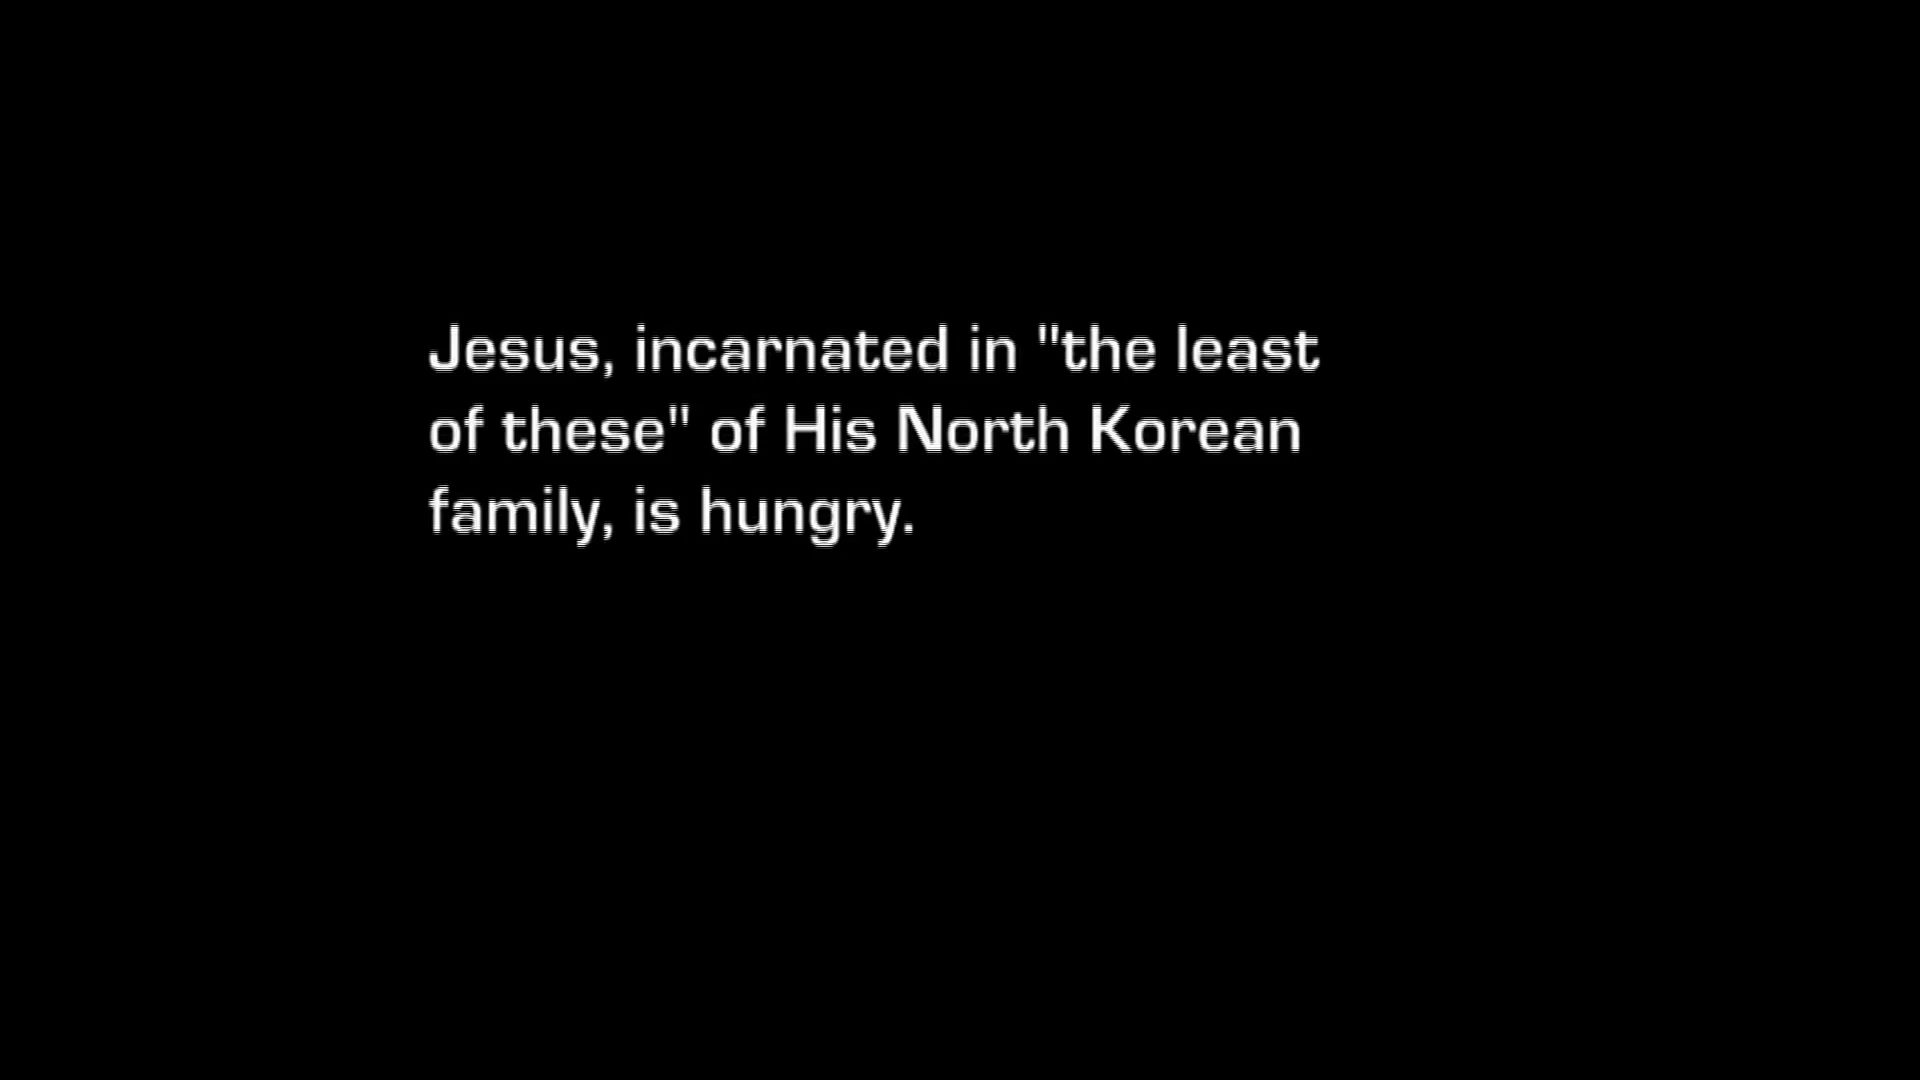 Jesus, incarnated in "the least
of these" of His North Korean
family, is hungry.